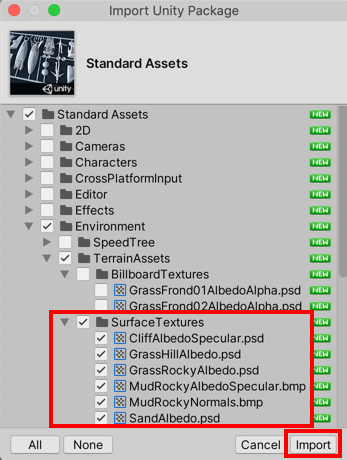 Import Unity Package
unity
Standard Assets
Standard Assets NEW
2D NEW
Cameras NEW
Characters NEW
CrossPlatformInput NEW
Editor NEW
Effects NEW
Environment NEW
SpeedTree NEW
TerrainAssets NEW
BillboardTextures NEW
GrassFrond01AlbedoAlpha.psd NEW
GrassFrond02AlbedoAlpha.psd NEW
SurfaceTextures NEW
CliffAlbedoSpecular.psd NEW
GrassHillAlbedo.psd NEW
GrassRockyAlbedo.psd NEW
MudRockyAlbedoSpecular.bmp NEW
MudRockyNormals.bmp NEW
SandAlbedo.psd NEW
All None Cancel Import